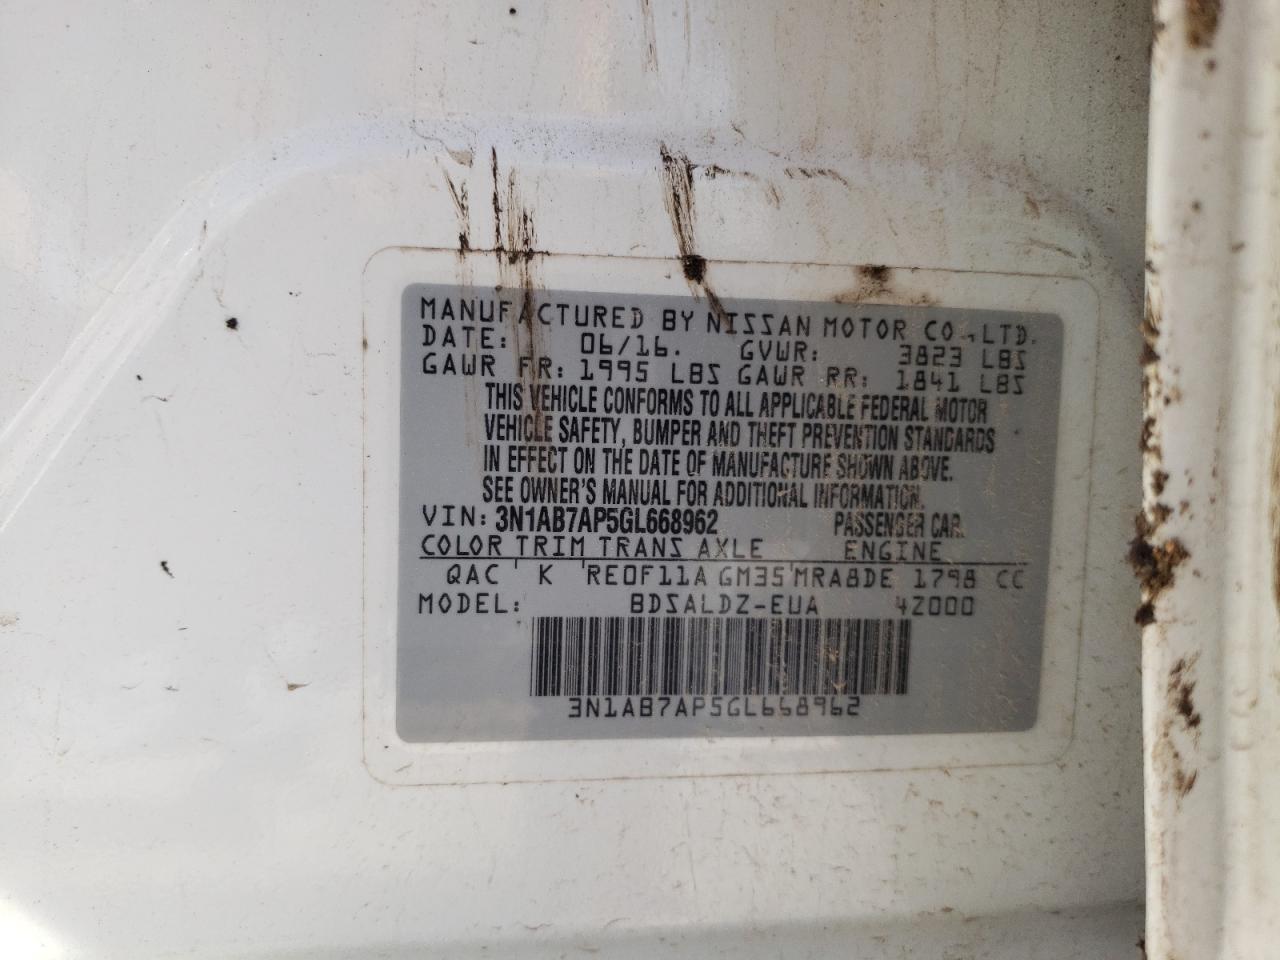 MANUFACTURED BY NISSAN MOTOR CO.,LTD.
DATE: 06/16. GVWR: 3823 LBS
GAWR FR: 1995 LBS GAWR RR: 1841 LBS
THIS VEHICLE CONFORMS TO ALL APPLICABLE FEDERAL MOTOR
VEHICLE SAFETY, BUMPER AND THEFT PREVENTION STANDARDS
IN EFFECT ON THE DATE OF MANUFACTURE SHOWN ABOVE.
SEE OWNER'S MANUAL FOR ADDITIONAL INFORMATION.
VIN: 3N1AB7AP5GL668962 PASSENGER CAR.
COLOR TRIM TRANS AXLE ENGINE
QAC K RE0F11A GM35 MRA8DE 1798 CC
MODEL: BDSALDZ-EUA 4Z000
3N1AB7AP5GL668962